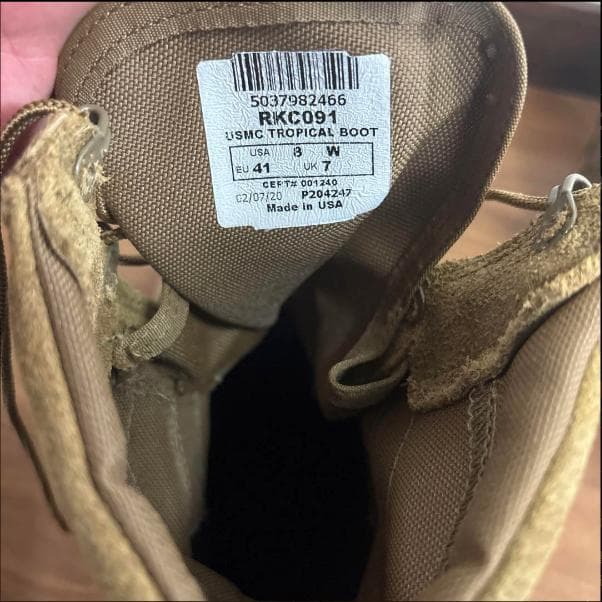 5037982466
RKC091
USMC TROPICAL BOOT
USA 8 W
EU 41 UK 7
CERT# 001240
02/07/20 P204247
Made in USA